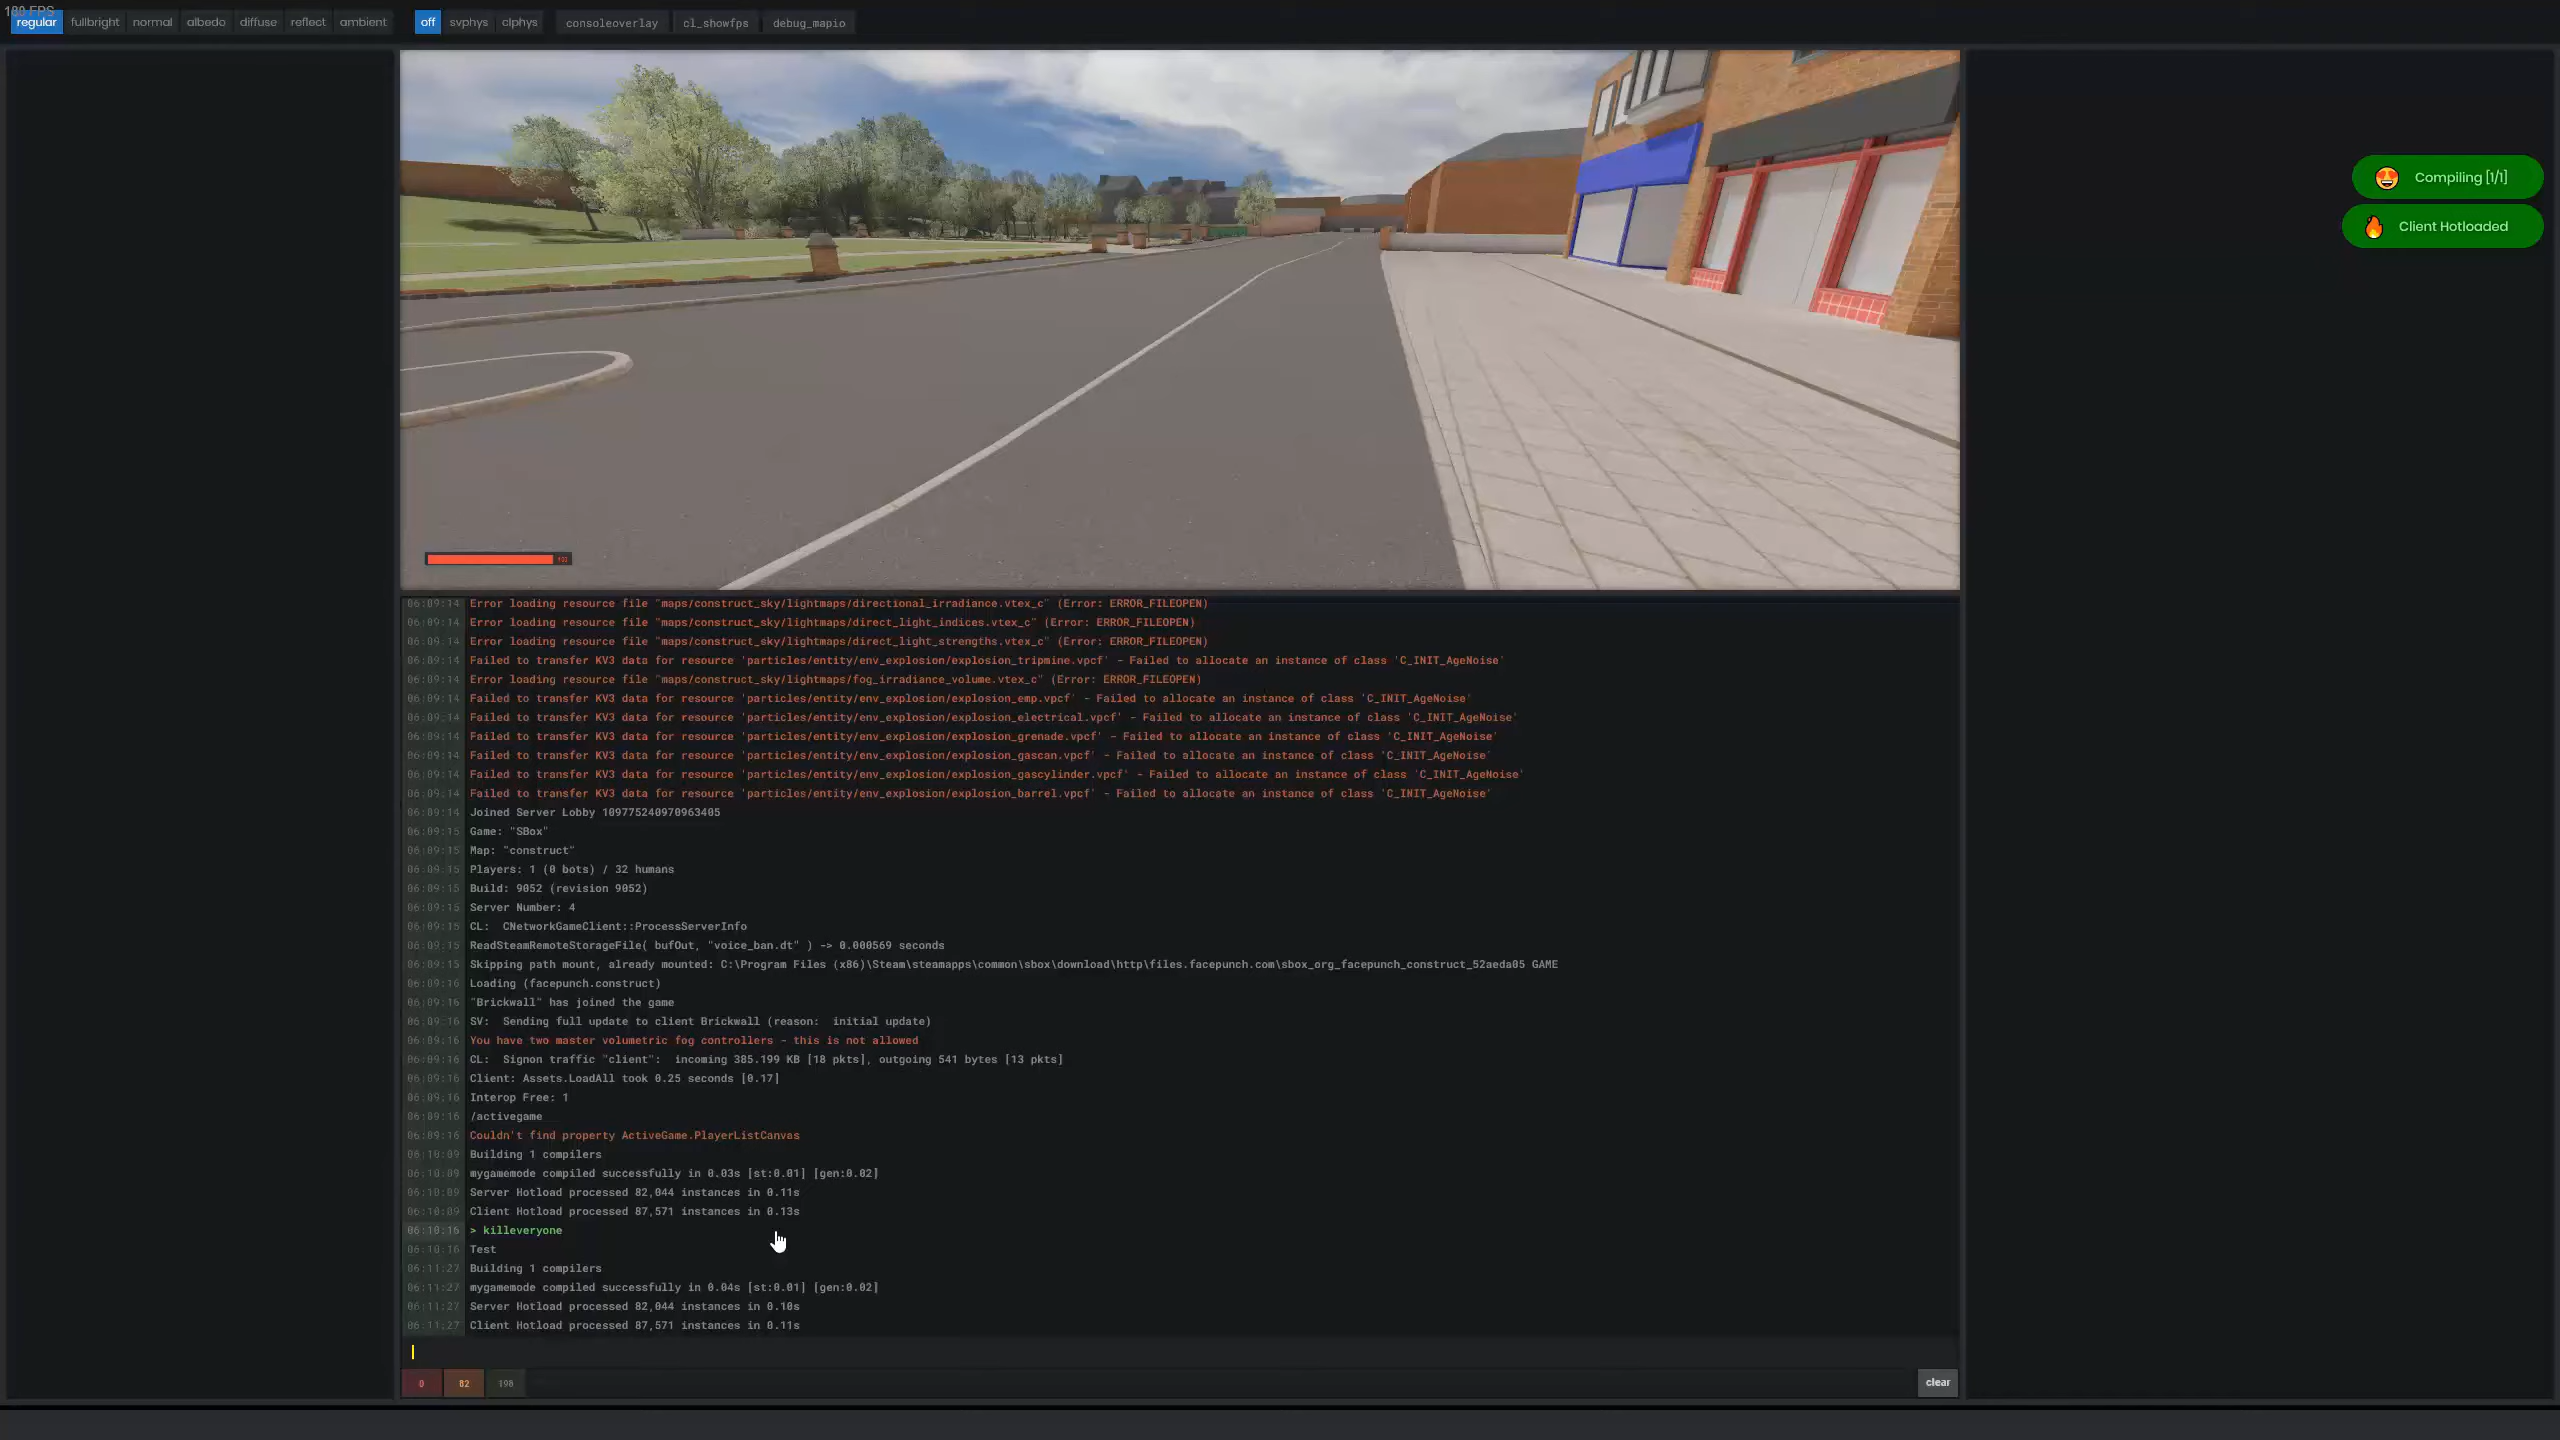 180 FPS
regular fullbright normal albedo diffuse reflect ambient off svphys clphys consoleoverlay cl_showfps debug_mapio
Compiling [1/1]
Client Hotloaded
06:09:14 Error loading resource file "maps/construct_sky/lightmaps/directional_irradiance.vtex_c" (Error: ERROR_FILEOPEN)
06:09:14 Error loading resource file "maps/construct_sky/lightmaps/direct_light_indices.vtex_c" (Error: ERROR_FILEOPEN)
06:09:14 Error loading resource file "maps/construct_sky/lightmaps/direct_light_strengths.vtex_c" (Error: ERROR_FILEOPEN)
06:09:14 Failed to transfer KV3 data for resource 'particles/entity/env_explosion/explosion_tripmine.vpcf' - Failed to allocate an instance of class 'C_INIT_AgeNoise'
06:09:14 Error loading resource file "maps/construct_sky/lightmaps/fog_irradiance_volume.vtex_c" (Error: ERROR_FILEOPEN)
06:09:14 Failed to transfer KV3 data for resource 'particles/entity/env_explosion/explosion_emp.vpcf' - Failed to allocate an instance of class 'C_INIT_AgeNoise'
06:09:14 Failed to transfer KV3 data for resource 'particles/entity/env_explosion/explosion_electrical.vpcf' - Failed to allocate an instance of class 'C_INIT_AgeNoise'
06:09:14 Failed to transfer KV3 data for resource 'particles/entity/env_explosion/explosion_grenade.vpcf' - Failed to allocate an instance of class 'C_INIT_AgeNoise'
06:09:14 Failed to transfer KV3 data for resource 'particles/entity/env_explosion/explosion_gascan.vpcf' - Failed to allocate an instance of class 'C_INIT_AgeNoise'
06:09:14 Failed to transfer KV3 data for resource 'particles/entity/env_explosion/explosion_gascylinder.vpcf' - Failed to allocate an instance of class 'C_INIT_AgeNoise'
06:09:14 Failed to transfer KV3 data for resource 'particles/entity/env_explosion/explosion_barrel.vpcf' - Failed to allocate an instance of class 'C_INIT_AgeNoise'
06:09:14 Joined Server Lobby 109775240970963405
06:09:15 Game: "SBox"
06:09:15 Map: "construct"
06:09:15 Players: 1 (0 bots) / 32 humans
06:09:15 Build: 9052 (revision 9052)
06:09:15 Server Number: 4
06:09:15 CL:  CNetworkGameClient::ProcessServerInfo
06:09:15 ReadSteamRemoteStorageFile( bufOut, "voice_ban.dt" ) -> 0.000569 seconds
06:09:15 Skipping path mount, already mounted: C:\Program Files (x86)\Steam\steamapps\common\sbox\download\http\files.facepunch.com\sbox_org_facepunch_construct_52aeda05 GAME
06:09:16 Loading (facepunch.construct)
06:09:16 "Brickwall" has joined the game
06:09:16 SV:  Sending full update to client Brickwall (reason:  initial update)
06:09:16 You have two master volumetric fog controllers - this is not allowed
06:09:16 CL:  Signon traffic "client":  incoming 385.199 KB [18 pkts], outgoing 541 bytes [13 pkts]
06:09:16 Client: Assets.LoadAll took 0.25 seconds [0.17]
06:09:16 Interop Free: 1
06:09:16 /activegame
06:09:16 Couldn't find property ActiveGame.PlayerListCanvas
06:10:09 Building 1 compilers
06:10:09 mygamemode compiled successfully in 0.03s [st:0.01] [gen:0.02]
06:10:09 Server Hotload processed 82,044 instances in 0.11s
06:10:09 Client Hotload processed 87,571 instances in 0.13s
06:10:16 > killeveryone
06:10:16 Test
06:11:27 Building 1 compilers
06:11:27 mygamemode compiled successfully in 0.04s [st:0.01] [gen:0.02]
06:11:27 Server Hotload processed 82,044 instances in 0.10s
06:11:27 Client Hotload processed 87,571 instances in 0.11s
0 82 198 clear